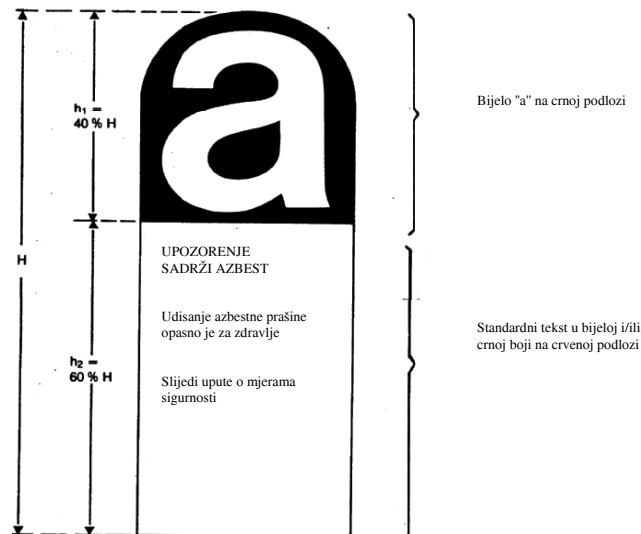 a
h₁ =
40 % H
Bijelo "a" na crnoj podlozi
H
UPOZORENJE
SADRŽI AZBEST
Udisanje azbestne prašine
opasno je za zdravlje
Slijedi upute o mjerama
sigurnosti
h₂ =
60 % H
Standardni tekst u bijeloj i/ili
crnoj boji na crvenoj podlozi